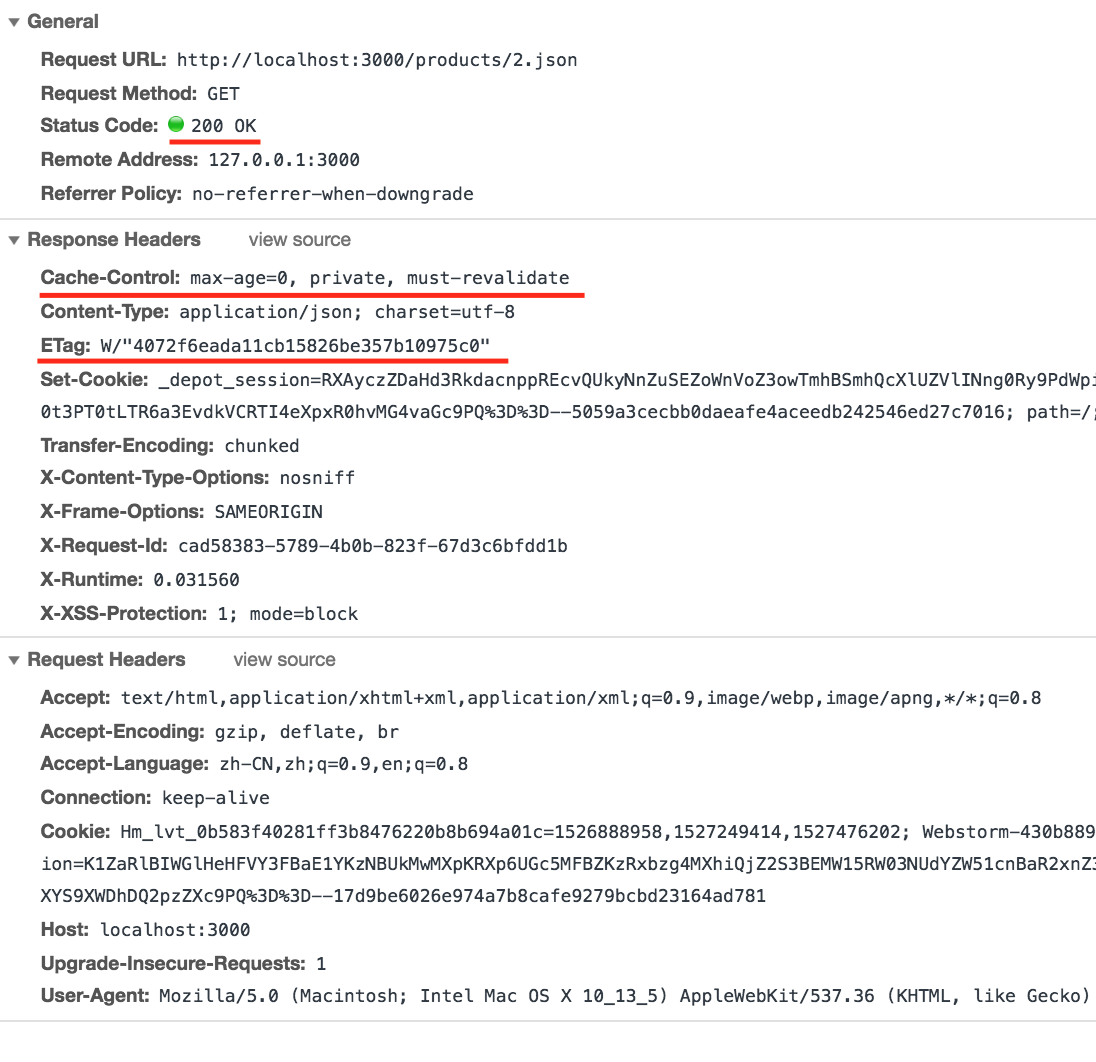 General
Request URL: http://localhost:3000/products/2.json
Request Method: GET
Status Code: 200 OK
Remote Address: 127.0.0.1:3000
Referrer Policy: no-referrer-when-downgrade
Response Headers view source
Cache-Control: max-age=0, private, must-revalidate
Content-Type: application/json; charset=utf-8
ETag: W/"4072f6eada11cb15826be357b10975c0"
Set-Cookie: _depot_session=RXAyczZDaHd3RkdacnppREcvQUkyNnZuSEZoWnVoZ3owTmhBSmhQcXlUZVlINng0Ry9PdWpi
0t3PT0tLTR6a3EvdkVCRTI4eXpxR0hvMG4vaGc9PQ%3D%3D--5059a3cecbb0daeafe4aceedb242546ed27c7016; path=/;
Transfer-Encoding: chunked
X-Content-Type-Options: nosniff
X-Frame-Options: SAMEORIGIN
X-Request-Id: cad58383-5789-4b0b-823f-67d3c6bfdd1b
X-Runtime: 0.031560
X-XSS-Protection: 1; mode=block
Request Headers view source
Accept: text/html,application/xhtml+xml,application/xml;q=0.9,image/webp,image/apng,*/*;q=0.8
Accept-Encoding: gzip, deflate, br
Accept-Language: zh-CN,zh;q=0.9,en;q=0.8
Connection: keep-alive
Cookie: Hm_lvt_0b583f40281ff3b8476220b8b694a01c=1526888958,1527249414,1527476202; Webstorm-430b889
ion=K1ZaRlBIWGlHeHFVY3FBaE1YKzNBUkMwMXpKRXp6UGc5MFBZKzRxbzg4MXhiQjZ2S3BEMW15RW03NUdYZW51cnBaR2xnZ3
XYS9XWDhDQ2pzZXc9PQ%3D%3D--17d9be6026e974a7b8cafe9279bcbd23164ad781
Host: localhost:3000
Upgrade-Insecure-Requests: 1
User-Agent: Mozilla/5.0 (Macintosh; Intel Mac OS X 10_13_5) AppleWebKit/537.36 (KHTML, like Gecko)